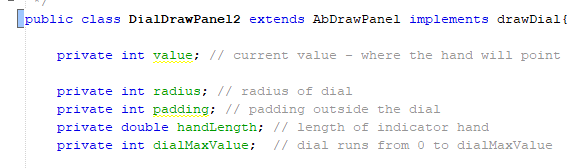 */
public class DialDrawPanel2 extends AbDrawPanel implements drawDial{
private int value; // current value - where the hand will point
private int radius; // radius of dial
private int padding; // padding outside the dial
private double handLength; // length of indicator hand
private int dialMaxValue;  // dial runs from 0 to dialMaxValue